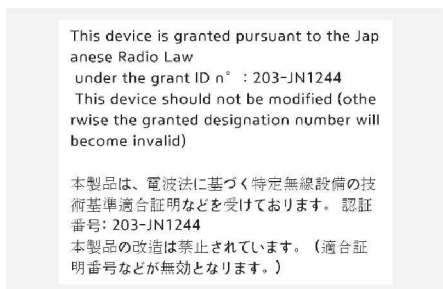 This device is granted pursuant to the Jap
anese Radio Law
under the grant ID n° : 203-JN1244
This device should not be modified (othe
rwise the granted designation number will
become invalid)
本製品は、電波法に基づく特定無線設備の技
術基準適合証明などを受けております。 認証
番号: 203-JN1244
本製品の改造は禁止されています。（適合証
明番号などが無効となります。）